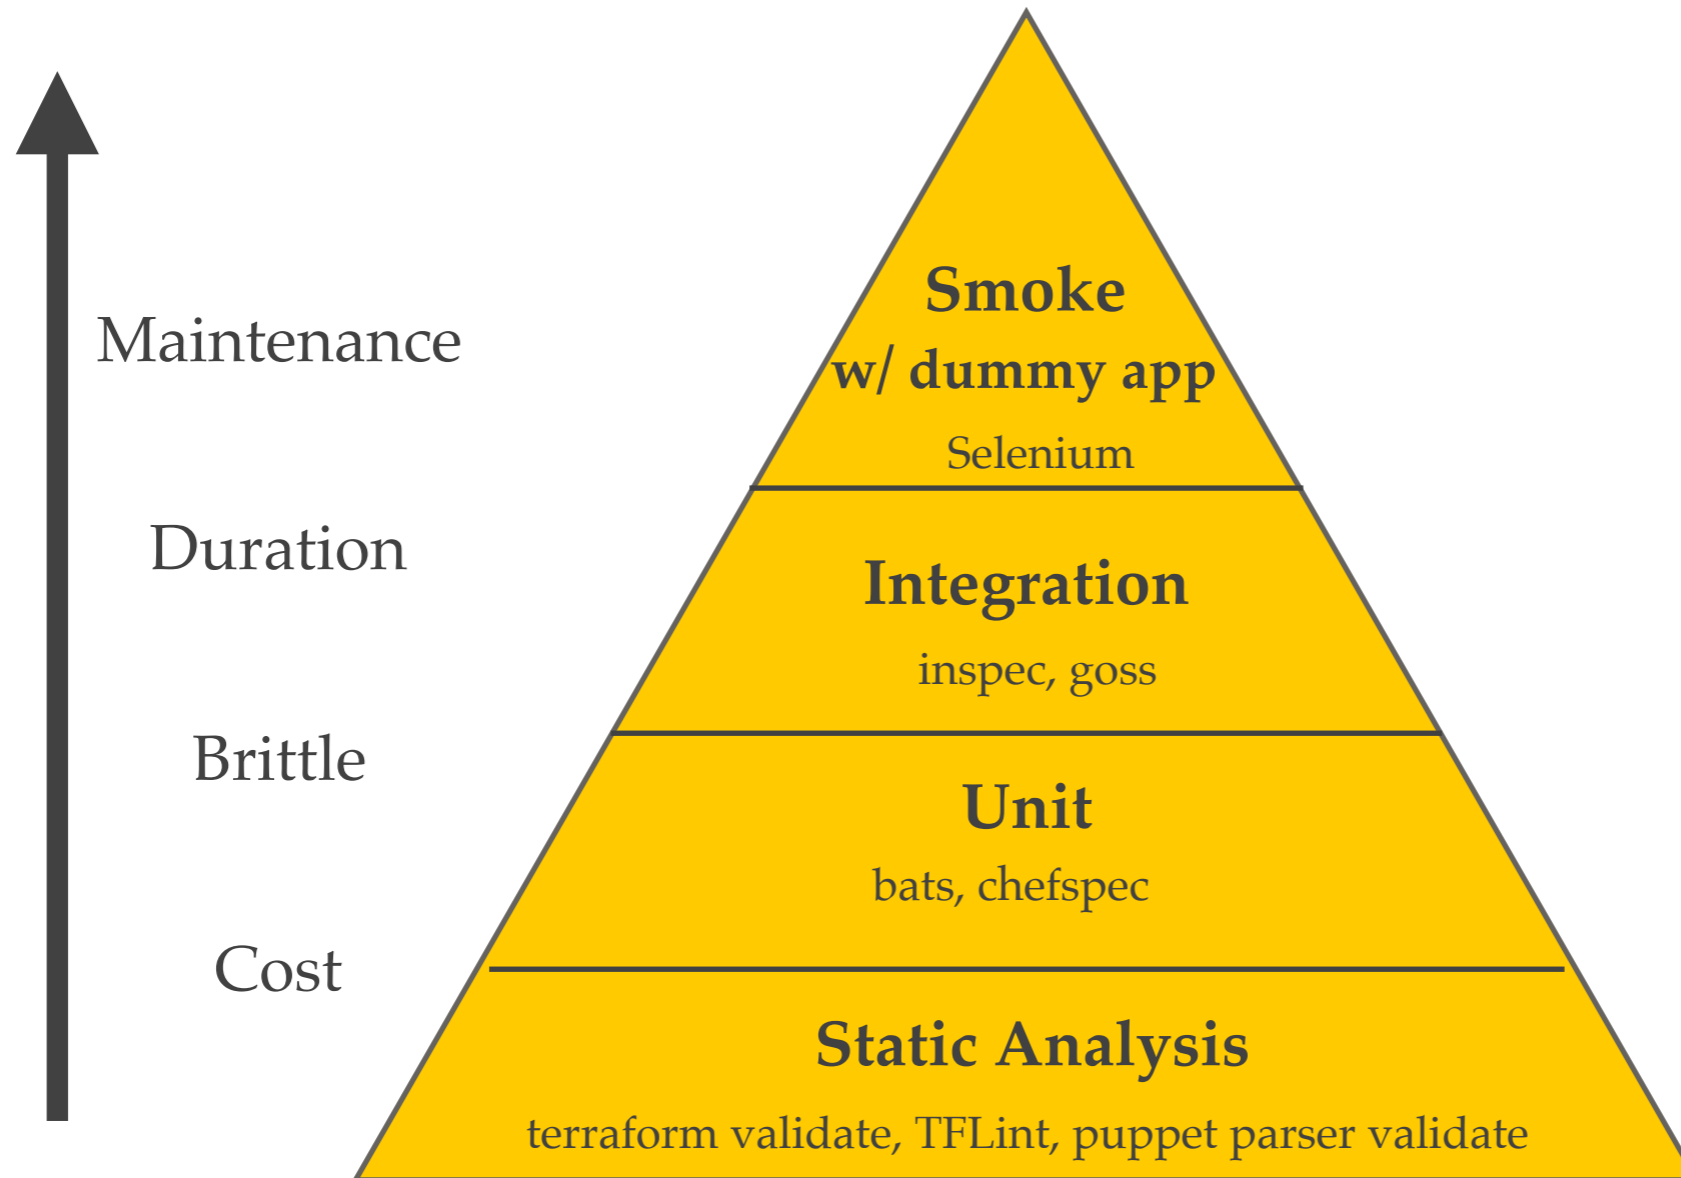 Maintenance
Duration
Brittle
Cost
Smoke
w/ dummy app
Selenium
Integration
inspec, goss
Unit
bats, chefspec
Static Analysis
terraform validate, TFLint, puppet parser validate